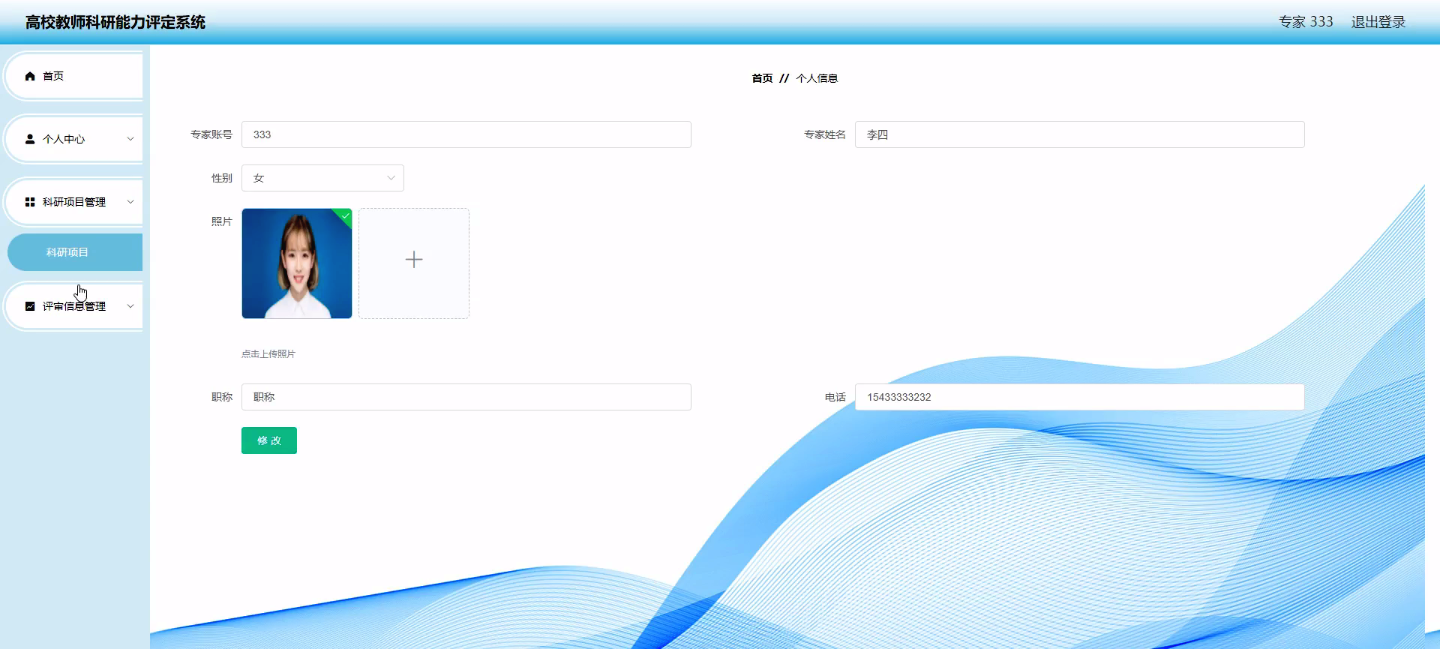 高校教师科研能力评定系统
专家 333 退出登录
首页
首页 // 个人信息
个人中心
专家账号 333
专家姓名 李四
性别 女
科研项目管理
照片
科研项目
评审信息管理
点击上传照片
职称 职称
电话 15433333232
修 改